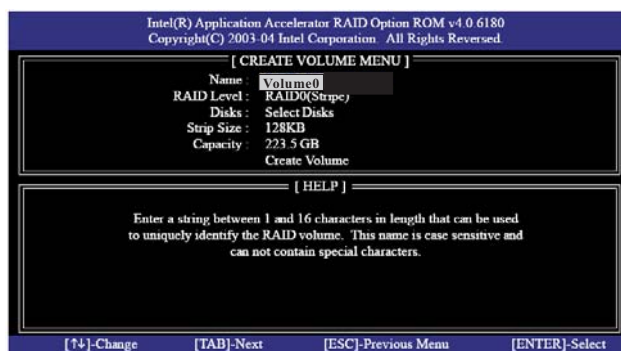 Intel(R) Application Accelerator RAID Option ROM v4.0 6180
Copyright(C) 2003-04 Intel Corporation. All Rights Reversed.
[ CREATE VOLUME MENU ]
Name : Volume0
RAID Level : RAID0(Stripe)
Disks : Select Disks
Strip Size : 128KB
Capacity : 223.5 GB
Create Volume
[ HELP ]
Enter a string between 1 and 16 characters in length that can be used
to uniquely identify the RAID volume. This name is case sensitive and
can not contain special characters.
[↑↓]-Change [TAB]-Next [ESC]-Previous Menu [ENTER]-Select